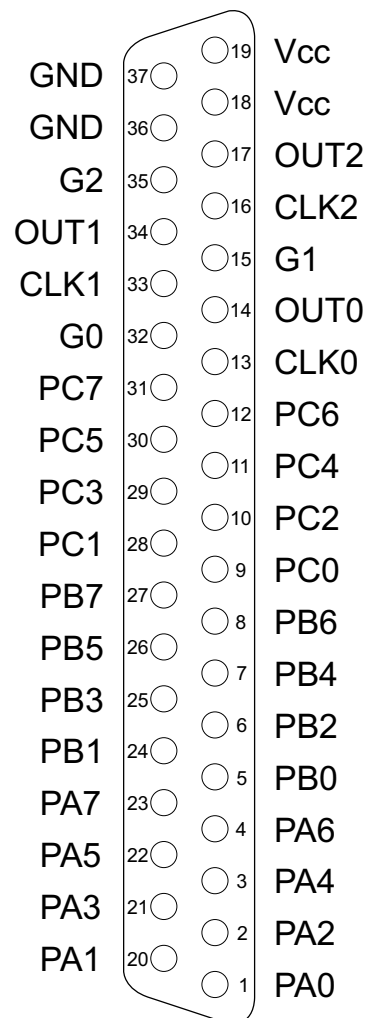 19 Vcc
GND 37
18 Vcc
GND 36
17 OUT2
G2 35
16 CLK2
OUT1 34
15 G1
CLK1 33
14 OUT0
G0 32
13 CLK0
PC7 31
12 PC6
PC5 30
11 PC4
PC3 29
10 PC2
PC1 28
9 PC0
PB7 27
8 PB6
PB5 26
7 PB4
PB3 25
6 PB2
PB1 24
5 PB0
PA7 23
4 PA6
PA5 22
3 PA4
PA3 21
2 PA2
PA1 20
1 PA0